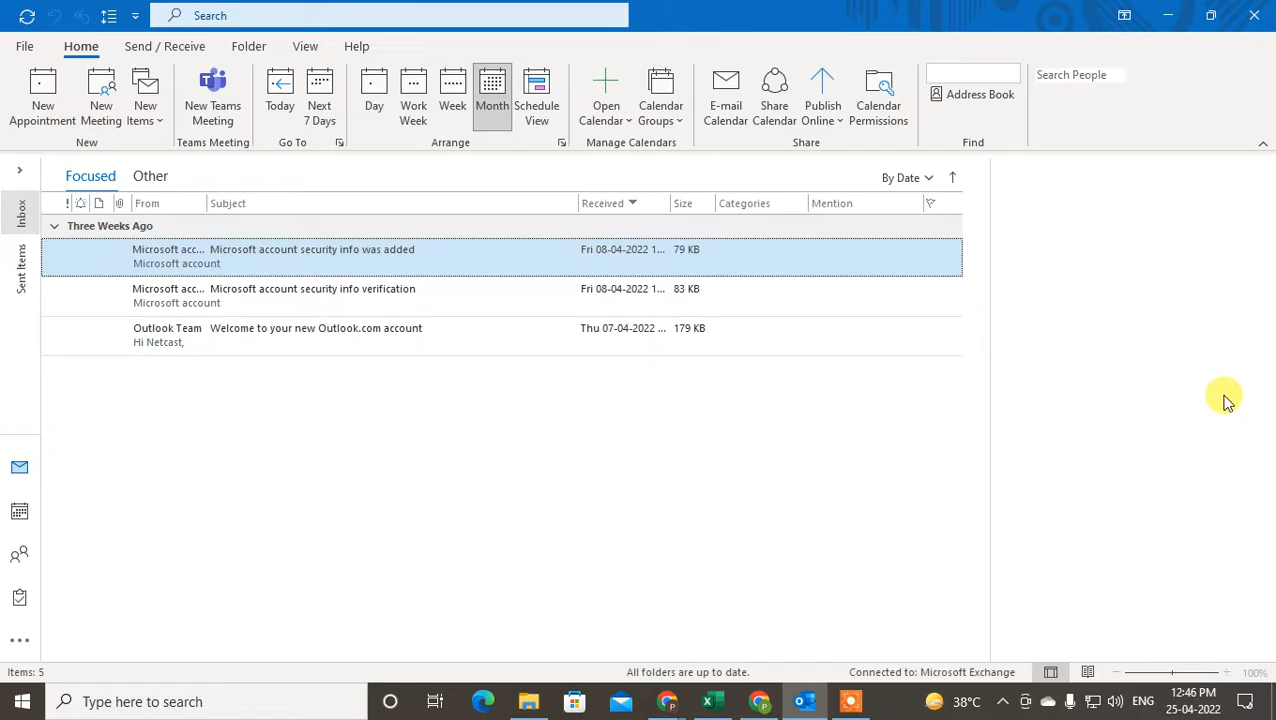 Search
File Home Send / Receive Folder View Help
New Appointment
New Meeting
New Items
New Teams Meeting
Today
Next 7 Days
Day
Work Week
Week
Month
Schedule View
Open Calendar
Calendar Groups
E-mail Calendar
Share Calendar
Publish Online
Calendar Permissions
Search People
Address Book
New Teams Meeting Go To Arrange Manage Calendars Share Find
Focused Other By Date
! From Subject Received Size Categories Mention
Inbox
Sent Items
Three Weeks Ago
Microsoft acc... Microsoft account security info was added Fri 08-04-2022 1... 79 KB
Microsoft account
Microsoft acc... Microsoft account security info verification Fri 08-04-2022 1... 83 KB
Microsoft account
Outlook Team Welcome to your new Outlook.com account Thu 07-04-2022 ... 179 KB
Hi Netcast,
Items: 5 All folders are up to date. Connected to: Microsoft Exchange 100%
Type here to search 38°C ENG 12:46 PM
25-04-2022